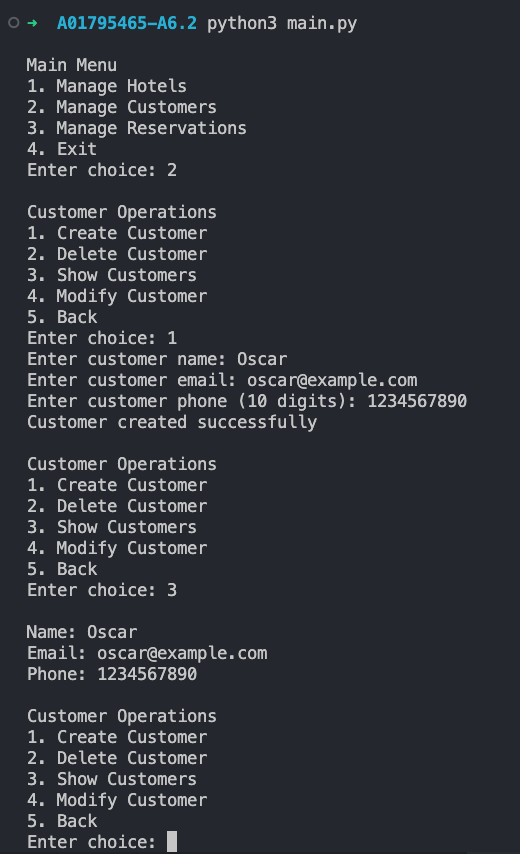 → A01795465-A6.2 python3 main.py
Main Menu
1. Manage Hotels
2. Manage Customers
3. Manage Reservations
4. Exit
Enter choice: 2
Customer Operations
1. Create Customer
2. Delete Customer
3. Show Customers
4. Modify Customer
5. Back
Enter choice: 1
Enter customer name: Oscar
Enter customer email: oscar@example.com
Enter customer phone (10 digits): 1234567890
Customer created successfully
Customer Operations
1. Create Customer
2. Delete Customer
3. Show Customers
4. Modify Customer
5. Back
Enter choice: 3
Name: Oscar
Email: oscar@example.com
Phone: 1234567890
Customer Operations
1. Create Customer
2. Delete Customer
3. Show Customers
4. Modify Customer
5. Back
Enter choice: